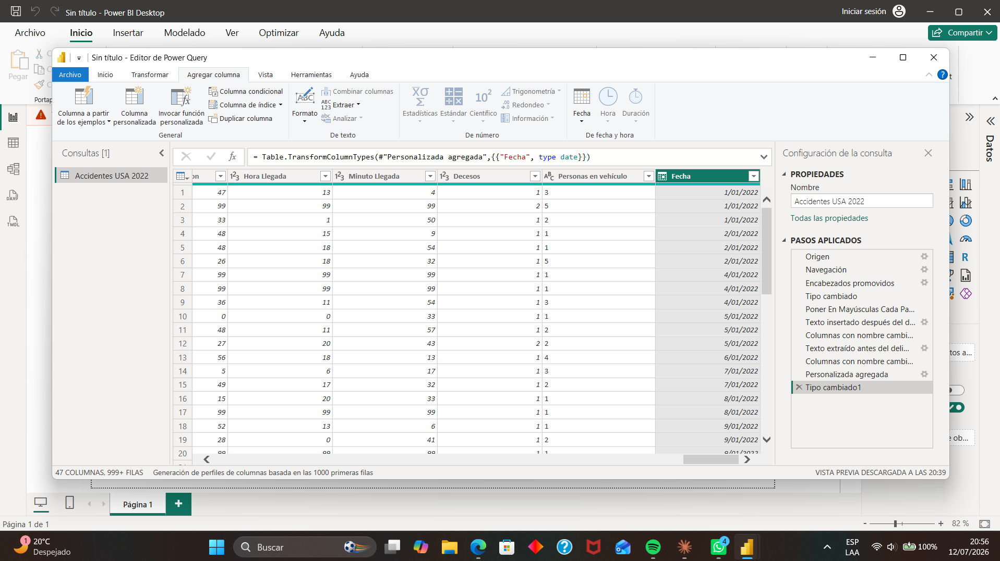 Sin título - Power BI Desktop
Iniciar sesión
Archivo Inicio Insertar Modelado Ver Optimizar Ayuda
Compartir
Pegar
Sin título - Editor de Power Query
Archivo Inicio Transformar Agregar columna Vista Herramientas Ayuda
Columna a partir de los ejemplos
Columna personalizada
Invocar función personalizada
Columna condicional
Columna de índice
Duplicar columna
General
Formato
Combinar columnas
Extraer
Analizar
De texto
Estadísticas
Estándar
Científico
Trigonometría
Redondeo
Información
De número
Fecha
Hora
Duración
De fecha y hora
Consultas [1]
Accidentes USA 2022
= Table.TransformColumnTypes(#"Personalizada agregada",{{"Fecha", type date}})
on Hora Llegada Minuto Llegada Decesos Personas en vehículo Fecha
1 47 13 4 1 3 1/01/2022
2 99 99 99 2 5 1/01/2022
3 33 1 50 1 2 1/01/2022
4 48 15 9 1 1 2/01/2022
5 48 18 54 1 1 2/01/2022
6 26 18 32 1 5 2/01/2022
7 99 99 99 1 1 4/01/2022
8 99 99 99 1 1 4/01/2022
9 36 11 54 1 3 4/01/2022
10 0 0 33 1 1 5/01/2022
11 48 11 57 1 2 5/01/2022
12 27 20 43 2 2 5/01/2022
13 56 18 13 1 4 6/01/2022
14 5 6 17 1 3 7/01/2022
15 49 17 32 1 2 7/01/2022
16 15 20 33 1 1 8/01/2022
17 99 99 99 1 1 8/01/2022
18 52 13 6 1 1 9/01/2022
19 28 0 41 1 2 9/01/2022
20 99 99 99 1 1 9/01/2022
47 COLUMNAS, 999+ FILAS Generación de perfiles de columnas basada en las 1000 primeras filas
VISTA PREVIA DESCARGADA A LAS 20:39
Configuración de la consulta
PROPIEDADES
Nombre
Accidentes USA 2022
Todas las propiedades
PASOS APLICADOS
Origen
Navegación
Encabezados promovidos
Tipo cambiado
Poner En Mayúsculas Cada Pa...
Texto insertado después del d...
Columnas con nombre cambi...
Texto extraído antes del deli...
Columnas con nombre cambi...
Personalizada agregada
Tipo cambiado1
Datos
tos a...
e ob...
Página 1
Página 1 de 1
82 %
1
20°C
Despejado
Buscar
4
ESP
LAA
100%
20:56
12/07/2026